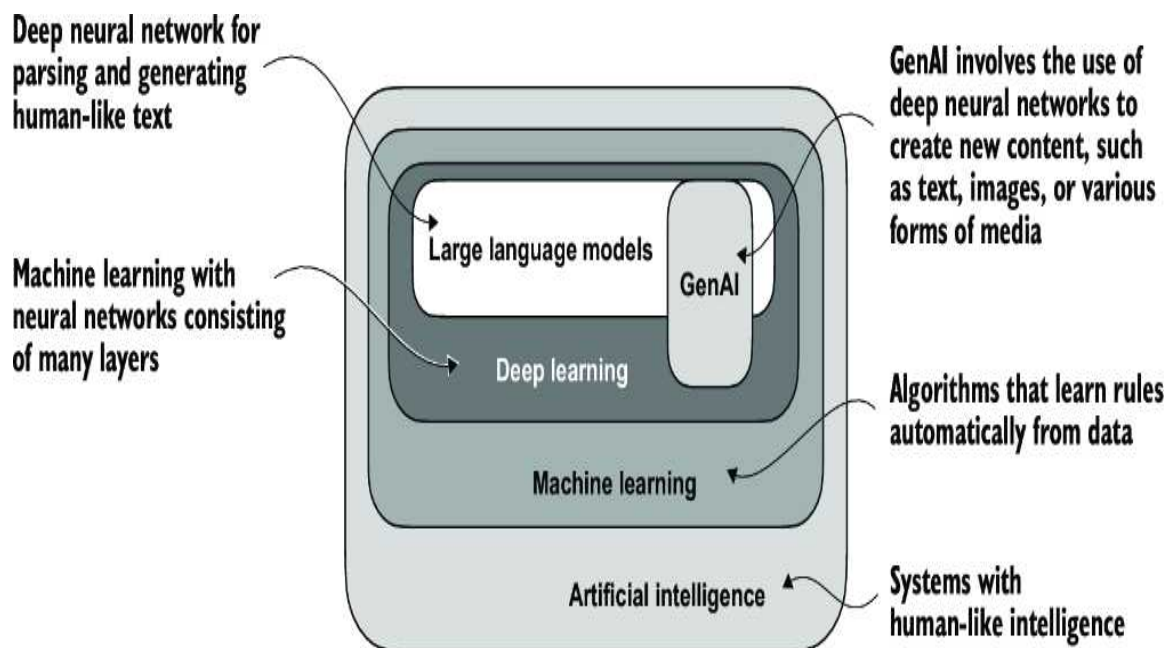 Deep neural network for
parsing and generating
human-like text
GenAI involves the use of
deep neural networks to
create new content, such
as text, images, or various
forms of media
Large language models
GenAI
Machine learning with
neural networks consisting
of many layers
Deep learning
Algorithms that learn rules
automatically from data
Machine learning
Artificial intelligence
Systems with
human-like intelligence